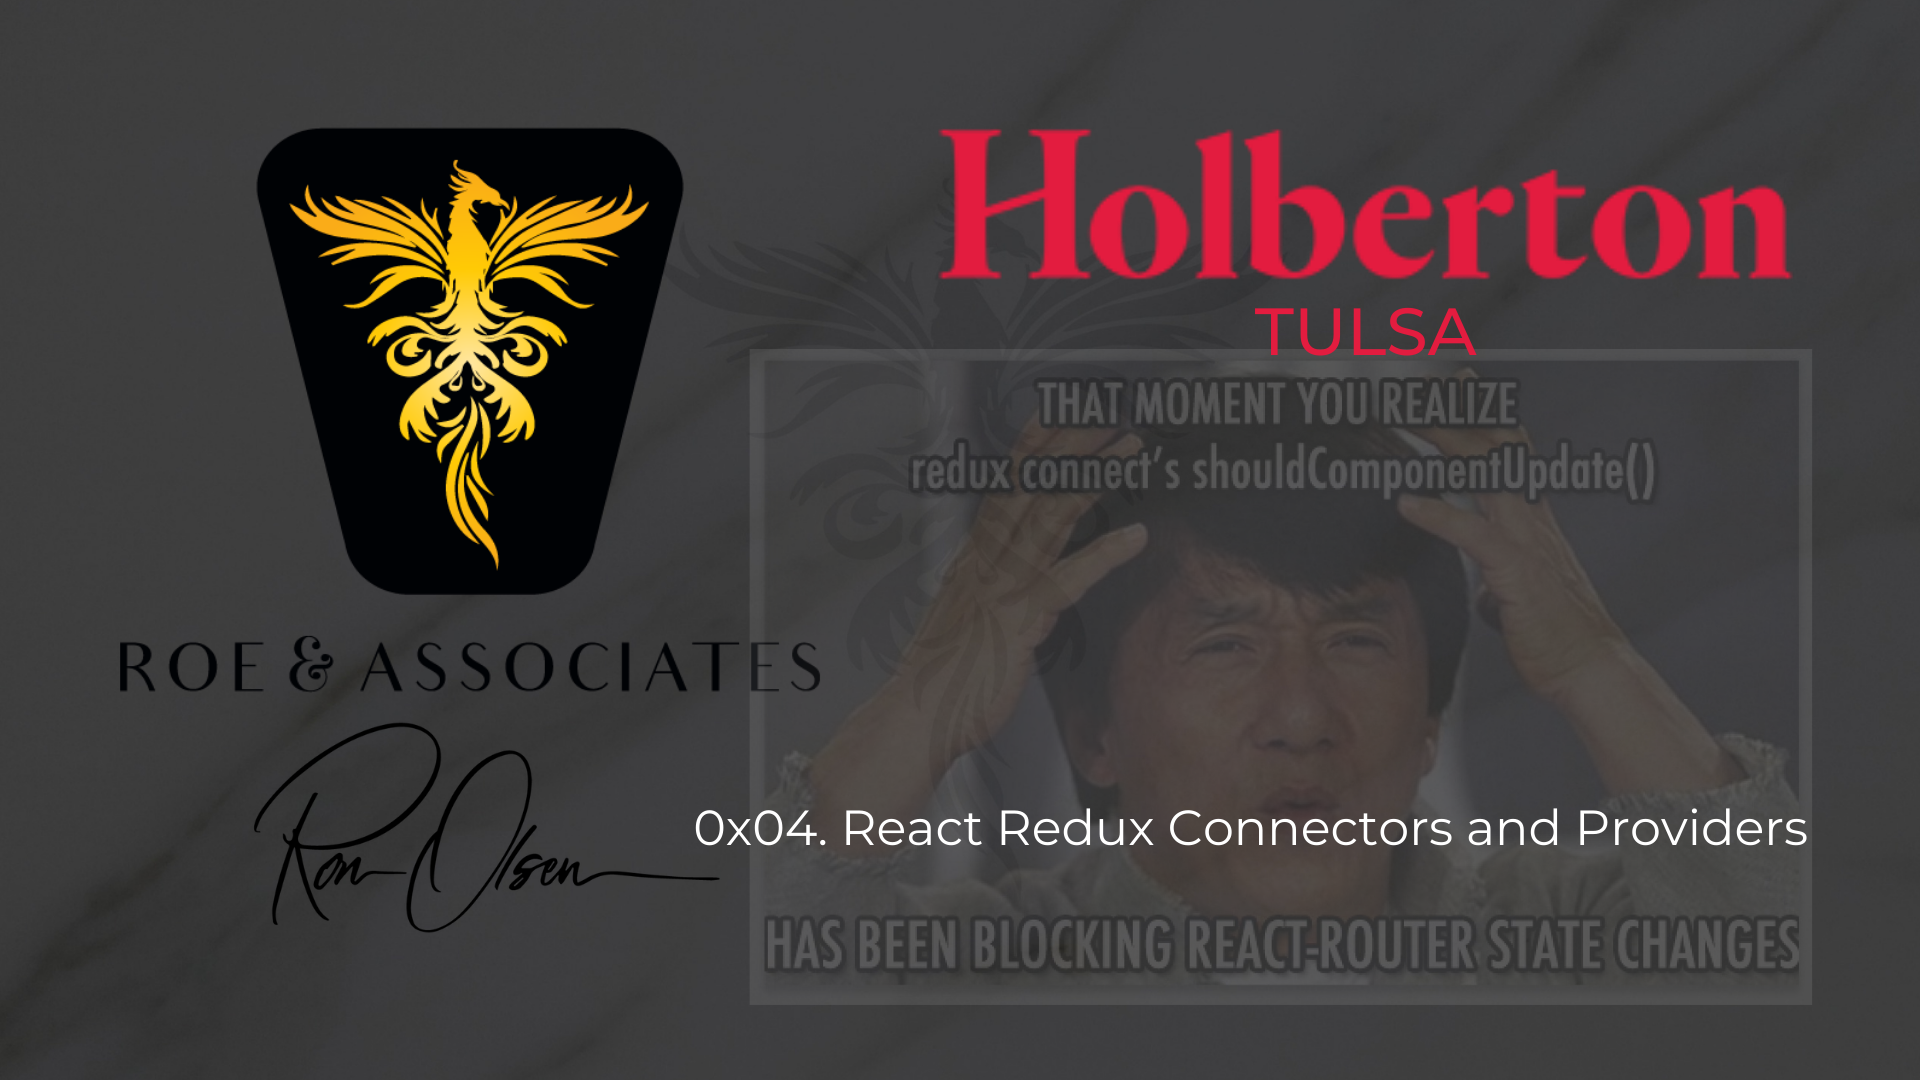 Holberton
TULSA
THAT MOMENT YOU REALIZE
redux connect's shouldComponentUpdate()
ROE & ASSOCIATES
Ron Olsen
0x04. React Redux Connectors and Providers
HAS BEEN BLOCKING REACT-ROUTER STATE CHANGES